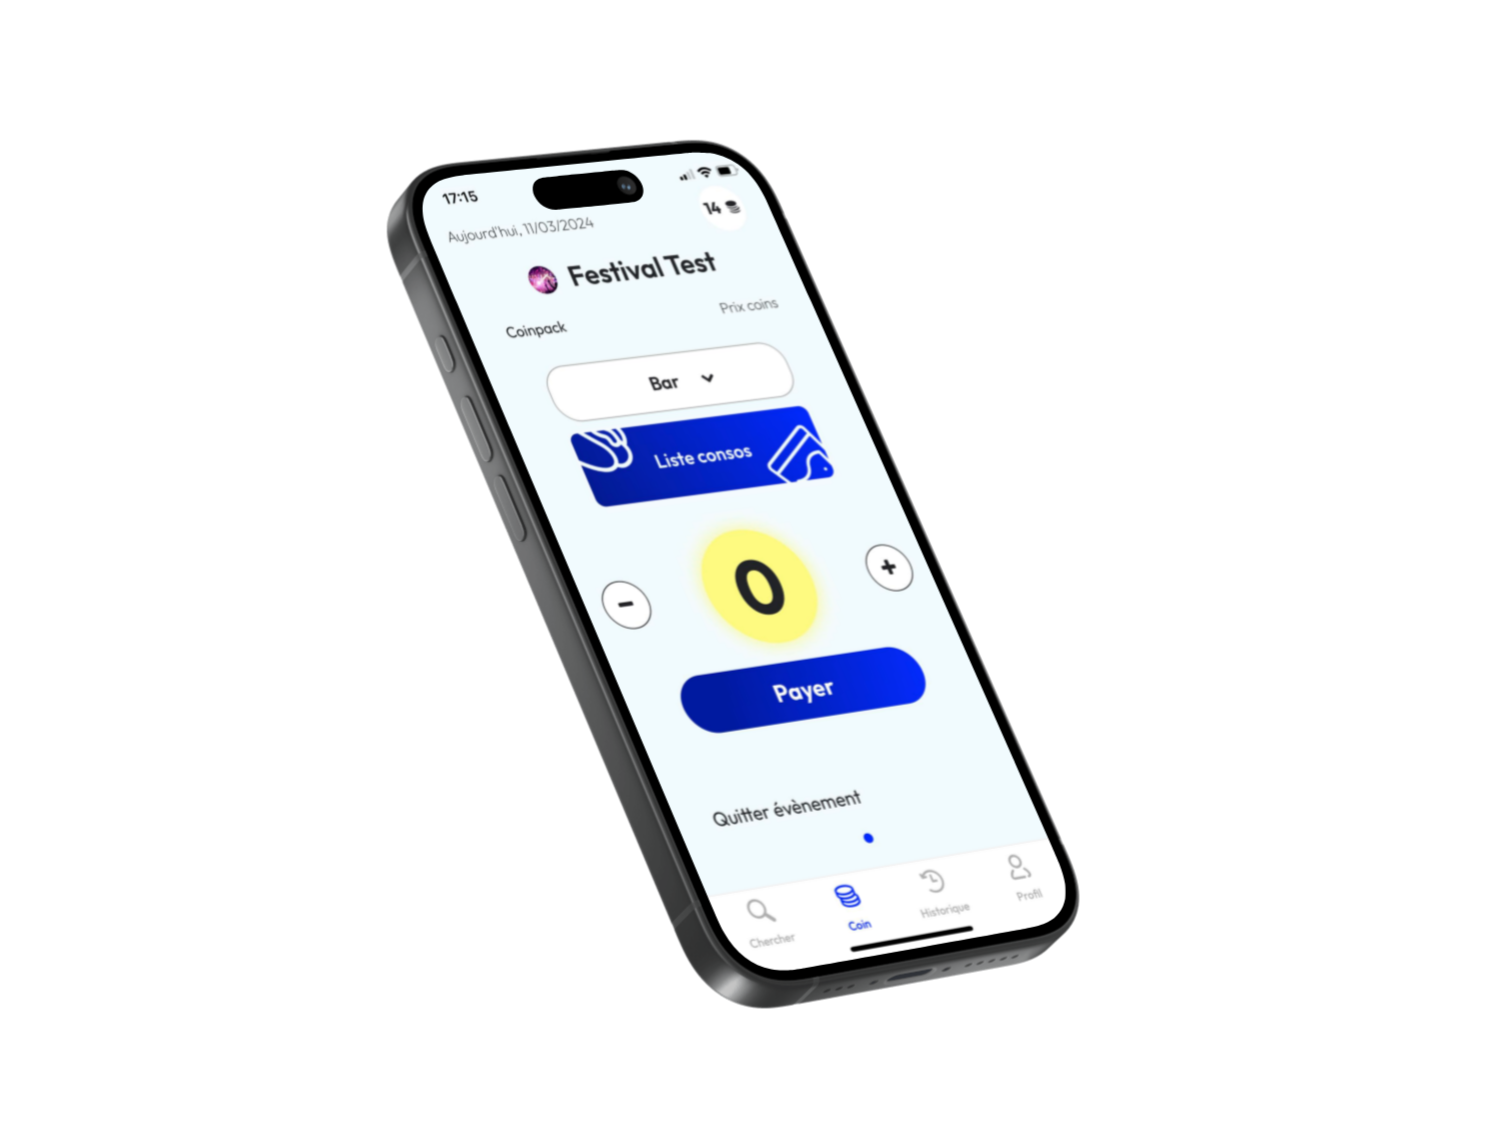 17:15
14
Aujourd'hui, 11/03/2024
Festival Test
Coinpack
Prix coins
Bar
Liste consos
-
0
+
Payer
Quitter évènement
Chercher
Coin
Historique
Profil